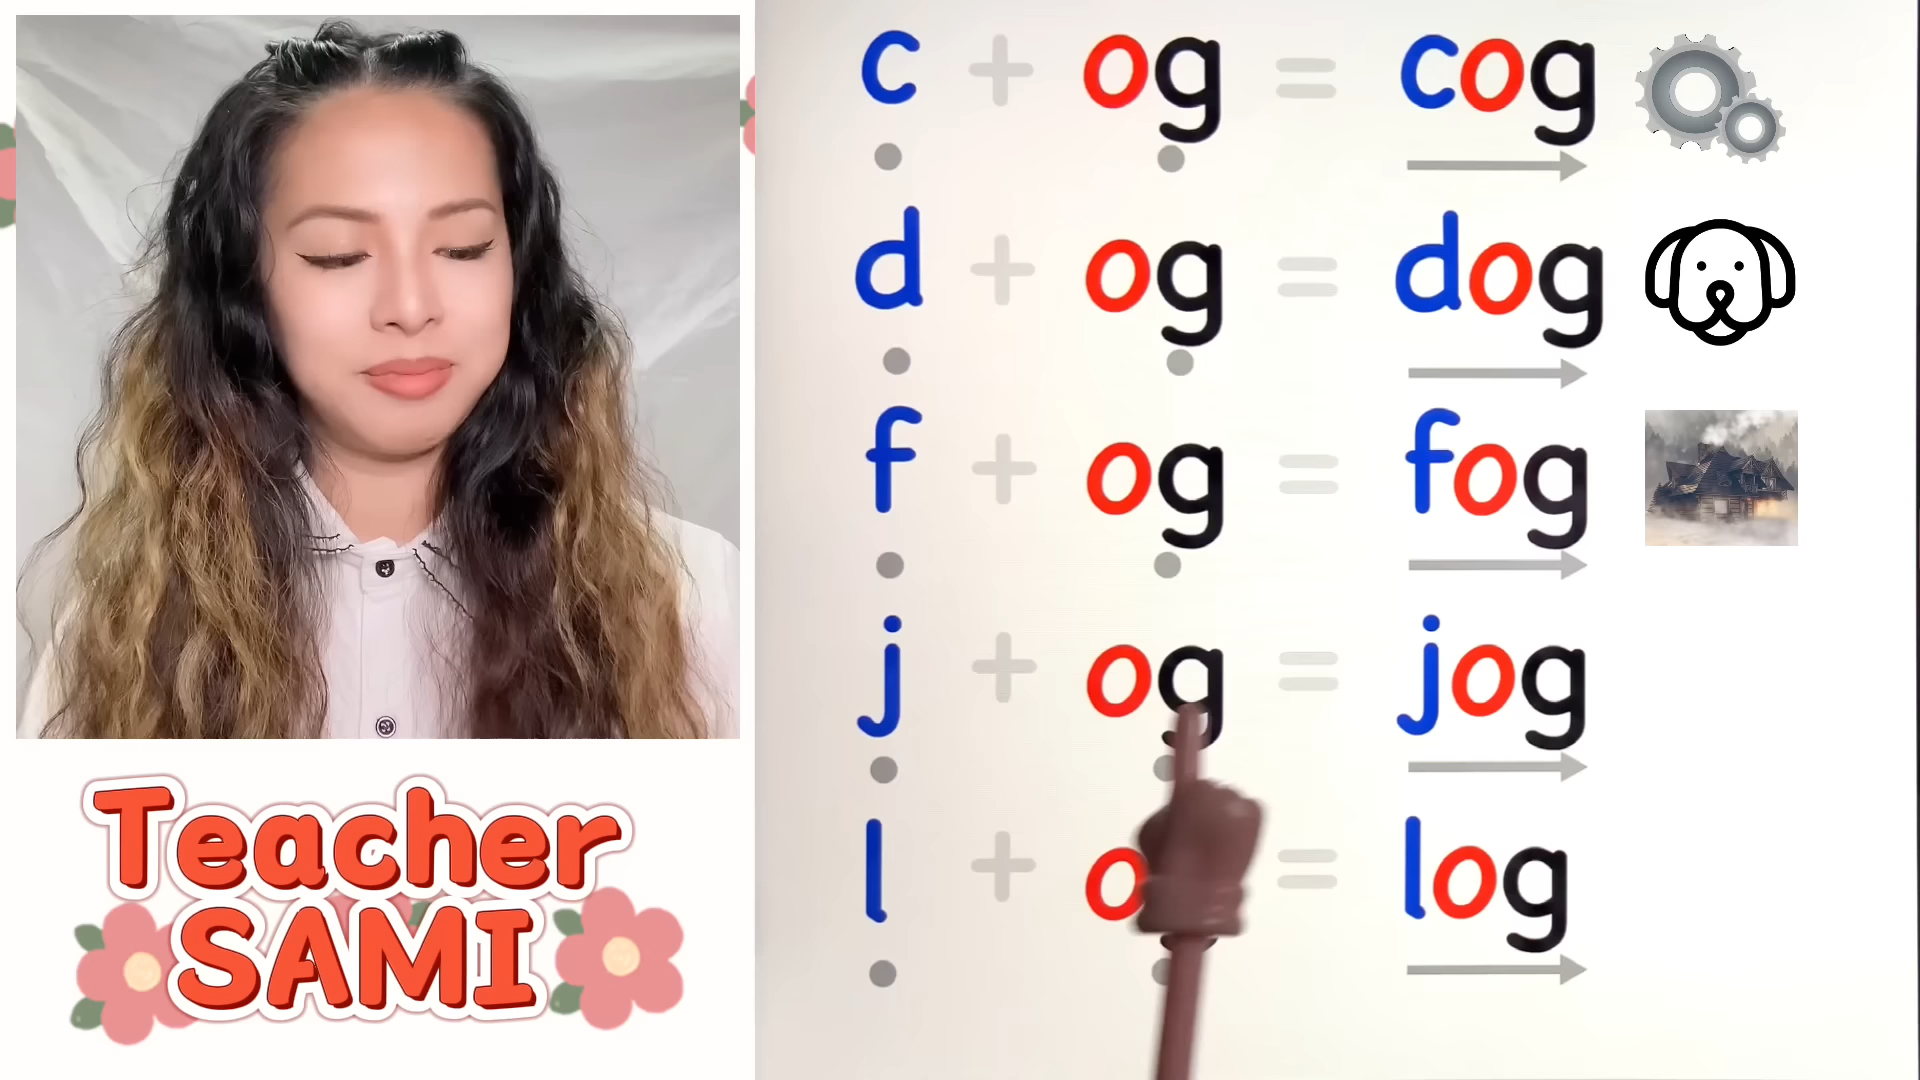 Teacher
SAMI
c + og = cog
d + og = dog
f + og = fog
j + og = jog
l + o = log